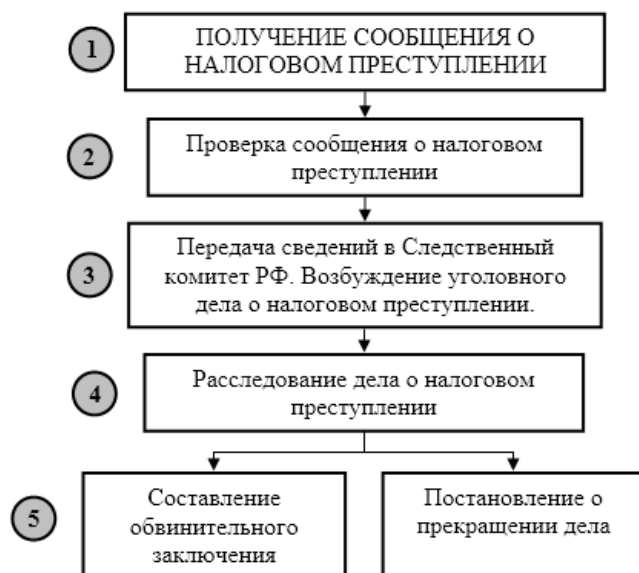 1
ПОЛУЧЕНИЕ СООБЩЕНИЯ О
НАЛОГОВОМ ПРЕСТУПЛЕНИИ
2
Проверка сообщения о налоговом
преступлении
3
Передача сведений в Следственный
комитет РФ. Возбуждение уголовного
дела о налоговом преступлении.
4
Расследование дела о налоговом
преступлении
5
Составление
обвинительного
заключения
Постановление о
прекращении дела